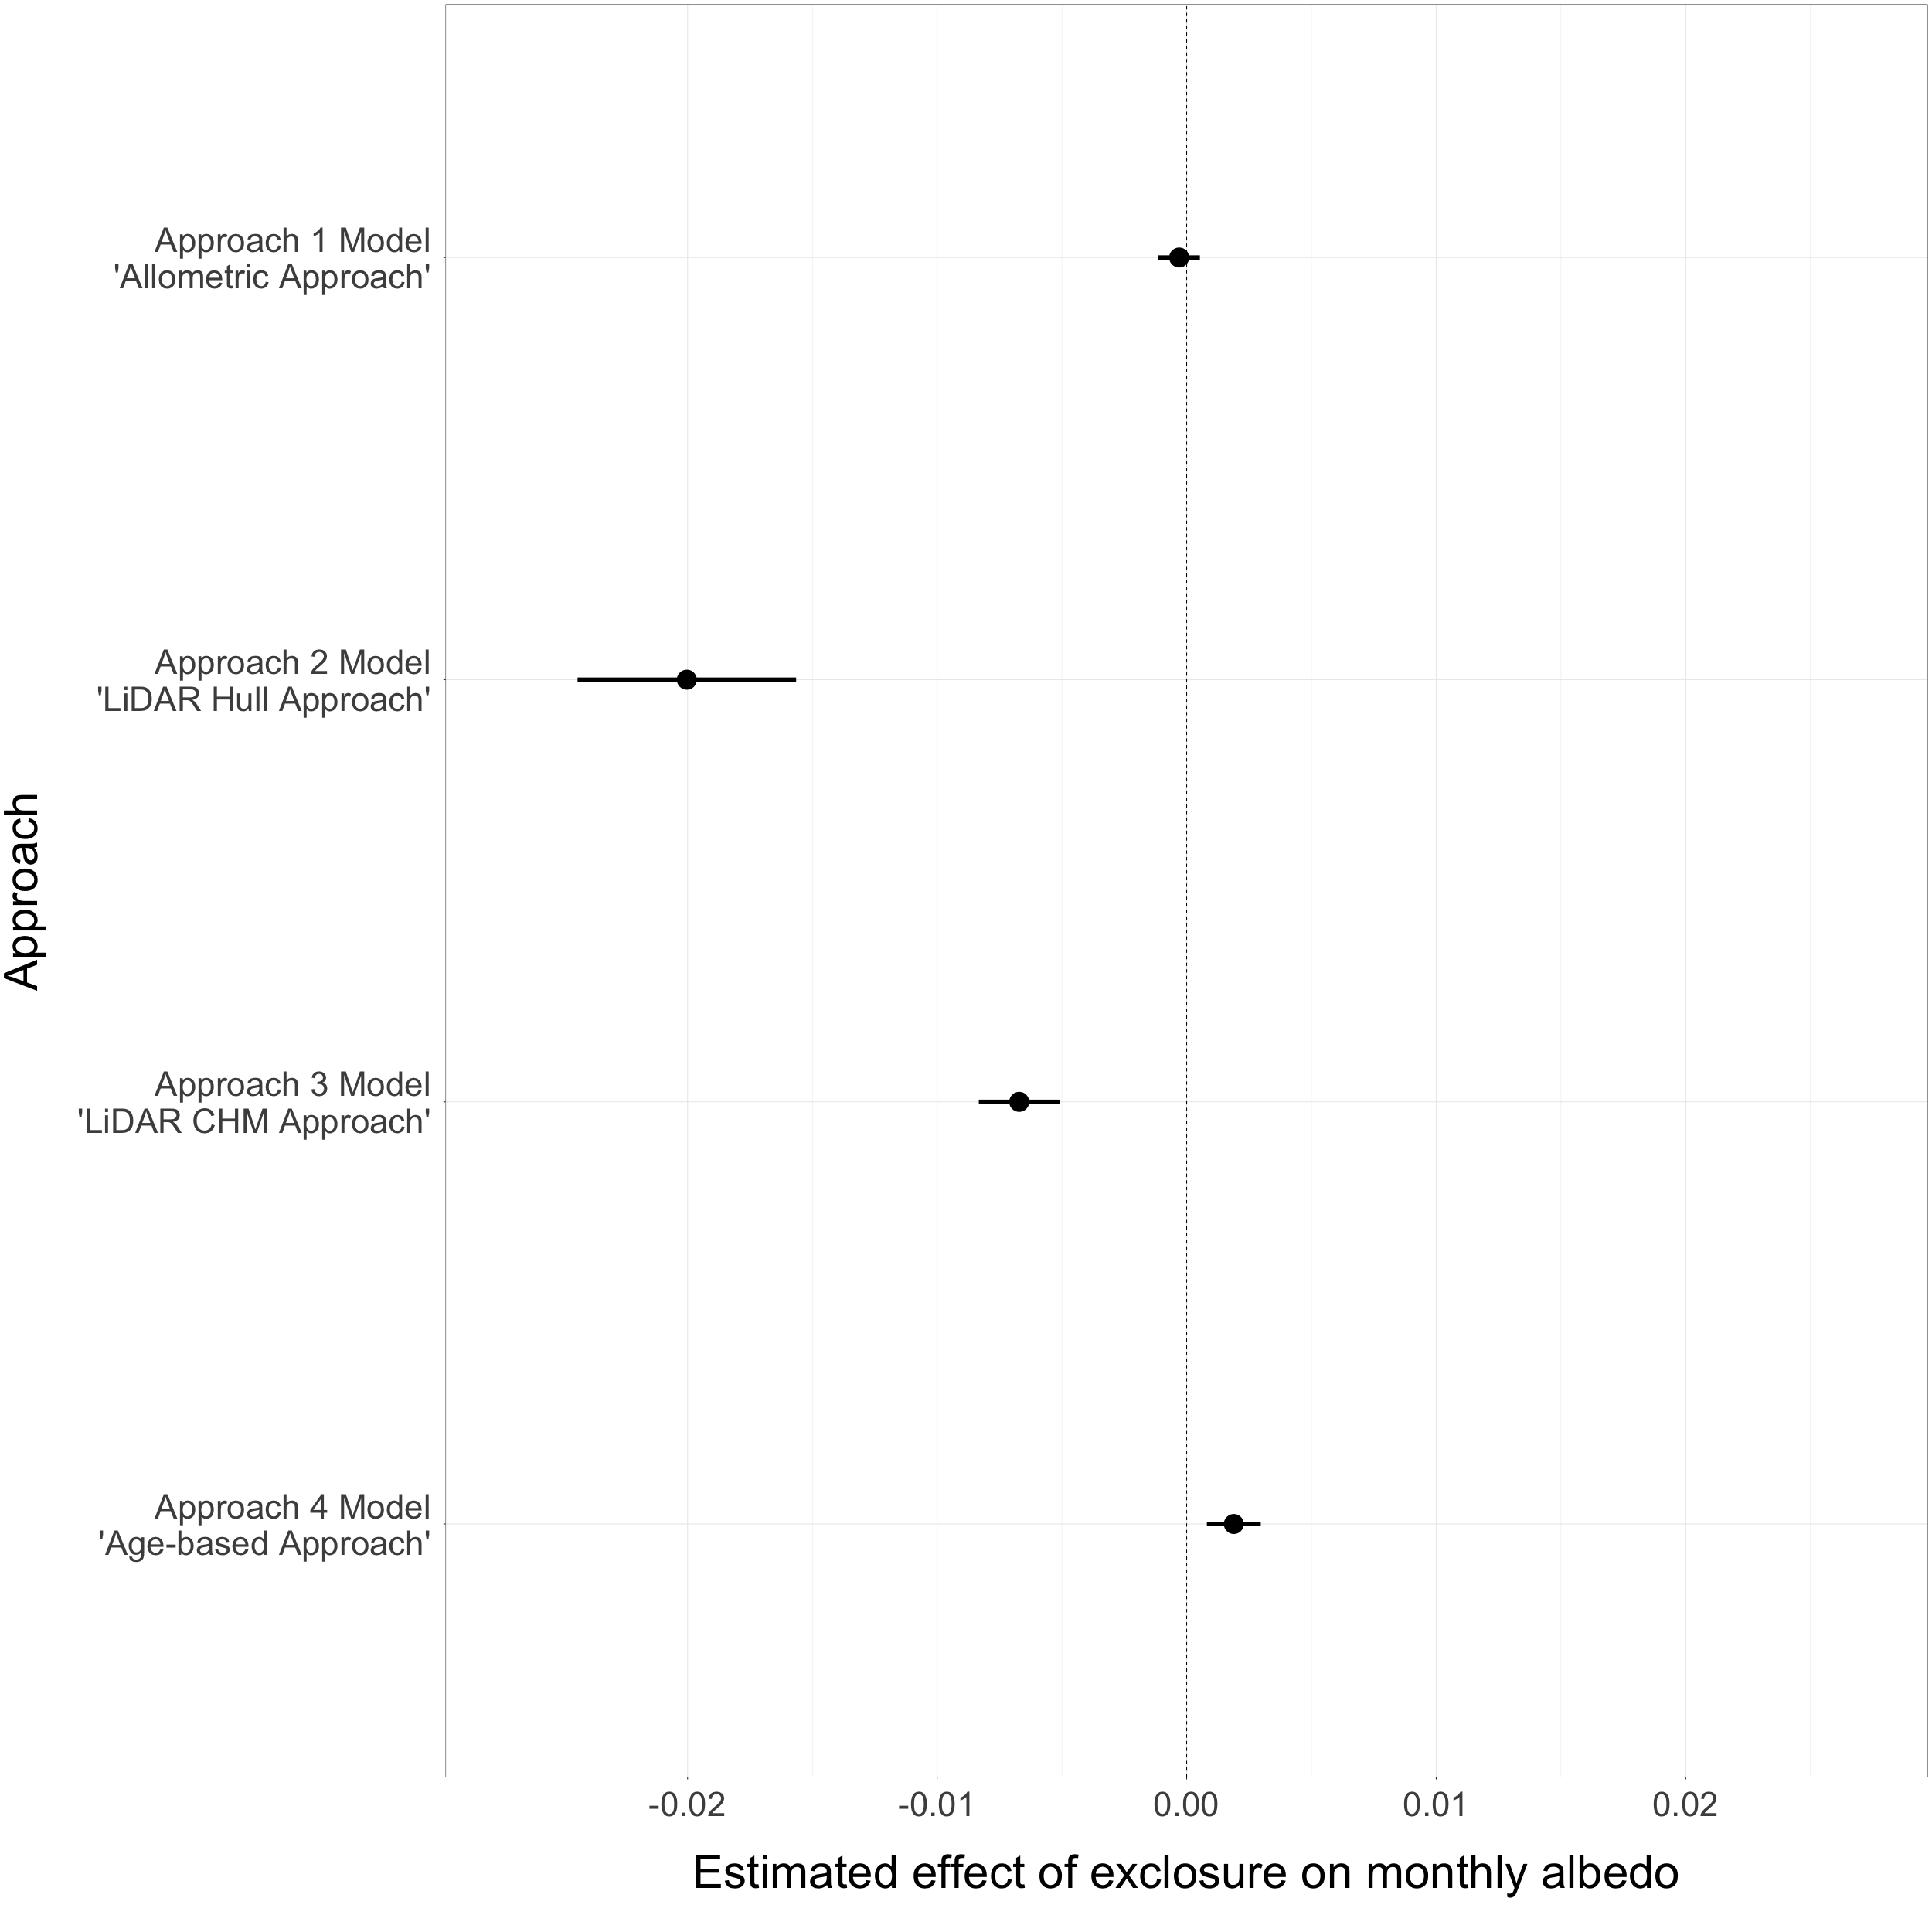 Approach
Approach 1 Model
'Allometric Approach'
Approach 2 Model
'LiDAR Hull Approach'
Approach 3 Model
'LiDAR CHM Approach'
Approach 4 Model
'Age-based Approach'
-0.02 -0.01 0.00 0.01 0.02
Estimated effect of exclosure on monthly albedo